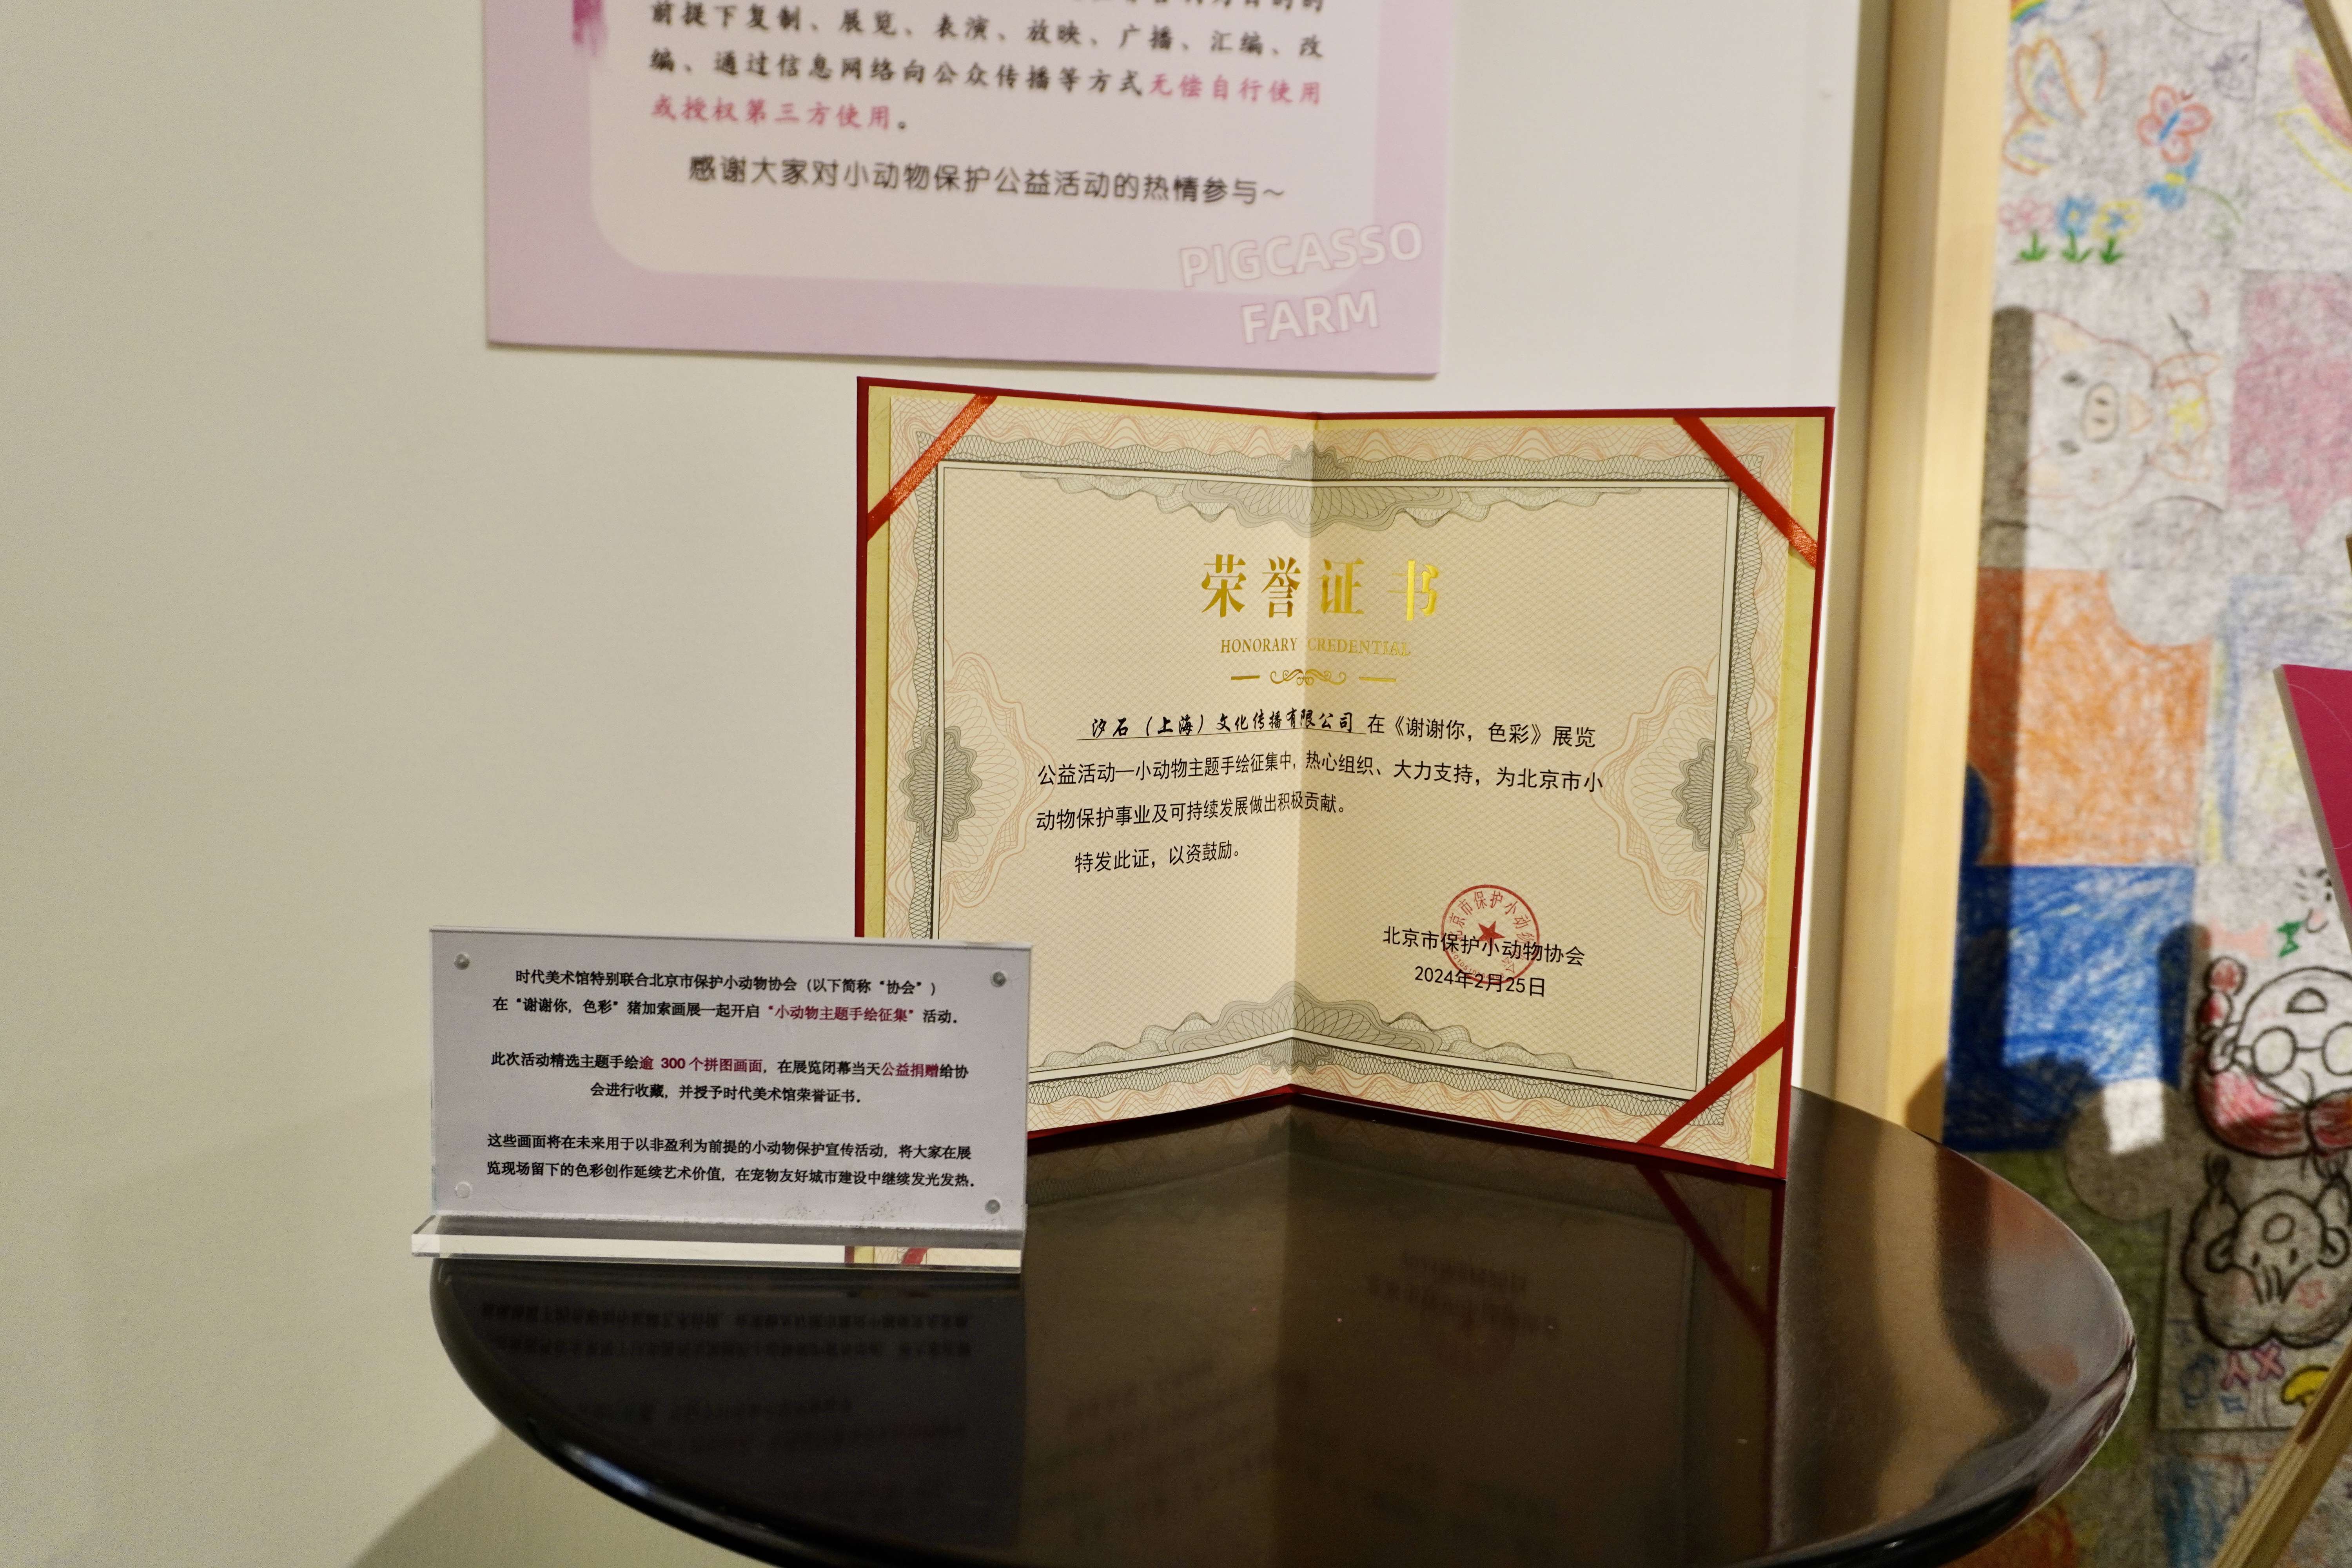 前提下复制、展览、表演、放映、广播、汇编、改
编、通过信息网络向公众传播等方式无偿自行使用
或授权第三方使用。
感谢大家对小动物保护公益活动的热情参与~
PIGCASSO
FARM
荣誉证书
HONORARY CREDENTIAL
汐石（上海）文化传播有限公司 在《谢谢你，色彩》展览
公益活动—小动物主题手绘征集中，热心组织、大力支持，为北京市小
动物保护事业及可持续发展做出积极贡献。
特发此证，以资鼓励。
北京市保护小动物协会
2024年2月25日
时代美术馆特别联合北京市保护小动物协会（以下简称“协会”）
在“谢谢你，色彩”猪加索画展一起开启“小动物主题手绘征集”活动.
此次活动精选主题手绘逾 300 个拼图画面，在展览闭幕当天公益捐赠给协
会进行收藏，并授予时代美术馆荣誉证书.
这些画面将在未来用于以非盈利为前提的小动物保护宣传活动，将大家在展
览现场留下的色彩创作延续艺术价值，在宠物友好城市建设中继续发光发热.